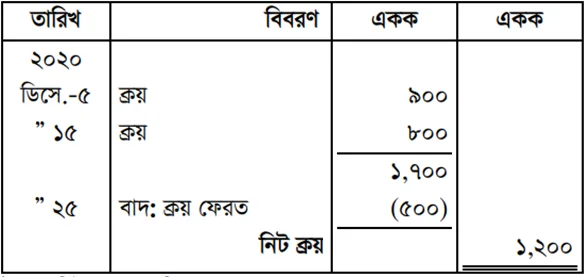 তারিখ বিবরণ একক একক
২০২০
ডিসে.-৫ ক্রয় ৯০০
” ১৫ ক্রয় ৮০০
১,৭০০
” ২৫ বাদ: ক্রয় ফেরত (৫০০)
নিট ক্রয় ১,২০০